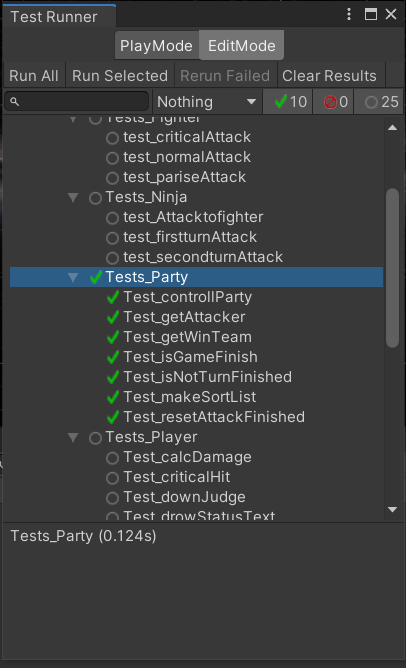 Test Runner
PlayMode EditMode
Run All Run Selected Rerun Failed Clear Results
Nothing 10 0 25
Tests_Fighter
test_criticalAttack
test_normalAttack
test_pariseAttack
Tests_Ninja
test_Attacktofighter
test_firstturnAttack
test_secondturnAttack
Tests_Party
Test_controllParty
Test_getAttacker
Test_getWinTeam
Test_isGameFinish
Test_isNotTurnFinished
Test_makeSortList
Test_resetAttackFinished
Tests_Player
Test_calcDamage
Test_criticalHit
Test_downJudge
Test_drowStatusText
Tests_Party (0.124s)